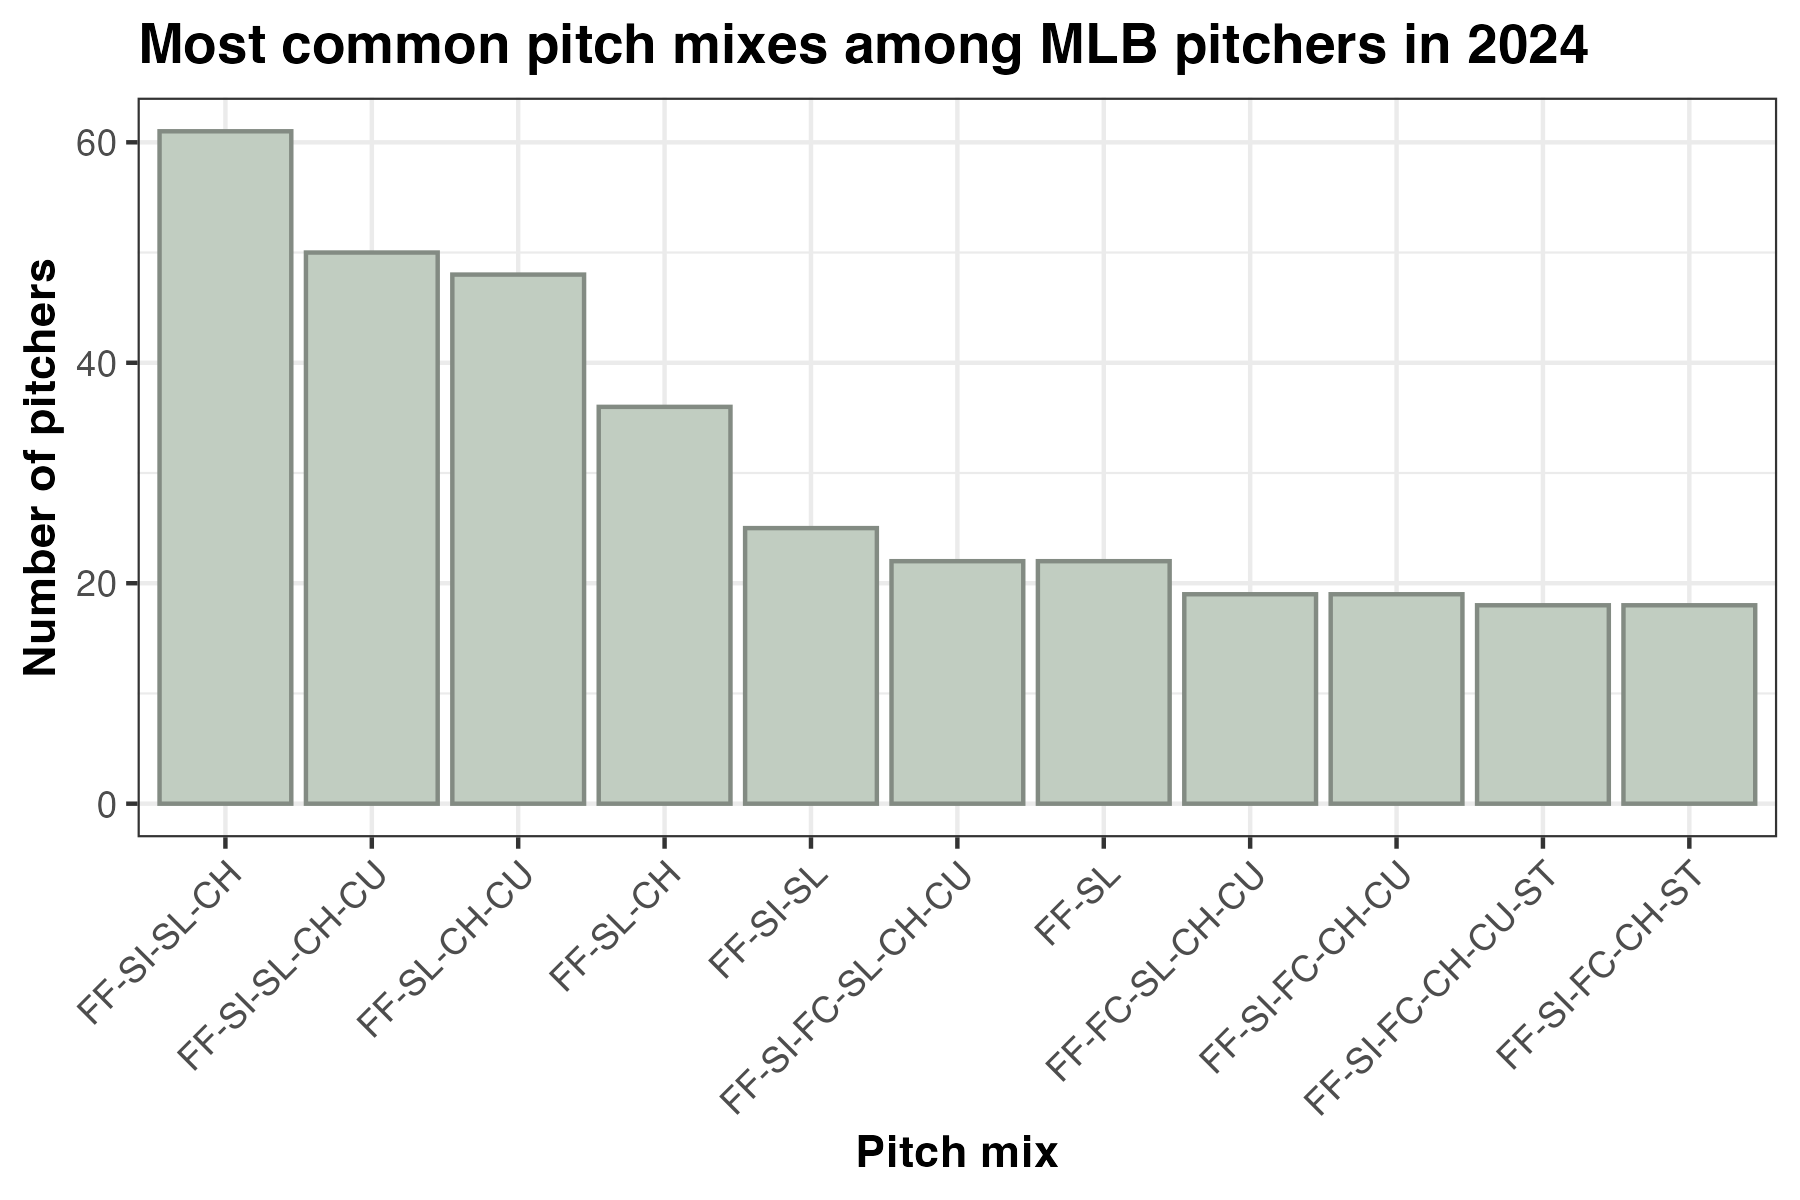 Most common pitch mixes among MLB pitchers in 2024
Number of pitchers
60
40
20
0
FF-SI-SL-CH
FF-SI-SL-CH-CU
FF-SL-CH-CU
FF-SL-CH
FF-SI-SL
FF-SI-FC-SL-CH-CU
FF-SL
FF-FC-SL-CH-CU
FF-SI-FC-CH-CU
FF-SI-FC-CH-CU-ST
FF-SI-FC-CH-ST
Pitch mix